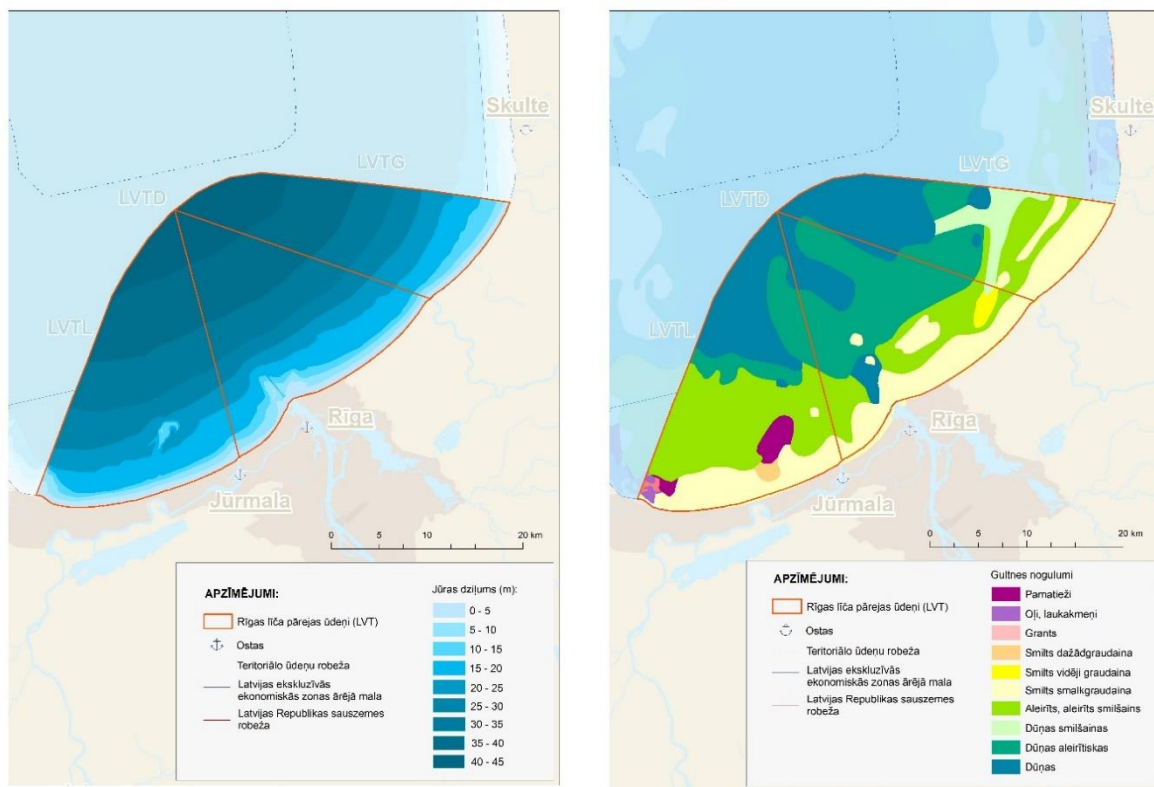 Skulte
LVTG
LVTD
LVTL
Rīga
Jūrmala
0 5 10 20 km
APZĪMĒJUMI:
Rīgas līča pārejas ūdeņi (LVT)
Ostas
Teritoriālo ūdeņu robeža
Latvijas ekskluzīvās
ekonomiskās zonas ārējā mala
Latvijas Republikas sauszemes
robeža
Jūras dziļums (m):
0 - 5
5 - 10
10 - 15
15 - 20
20 - 25
25 - 30
30 - 35
35 - 40
40 - 45
Skulte
LVTG
LVTD
LVTL
Rīga
Jūrmala
0 5 10 20 km
APZĪMĒJUMI:
Rīgas līča pārejas ūdeņi (LVT)
Ostas
Teritoriālo ūdeņu robeža
Latvijas ekskluzīvās
ekonomiskās zonas ārējā mala
Latvijas Republikas sauszemes
robeža
Gultnes nogulumi
Pamatieži
Oļi, laukakmeņi
Grants
Smilts dažādgraudaina
Smilts vidēji graudaina
Smilts smalkgraudaina
Aleirīts, aleirīts smilšains
Dūņas smilšainas
Dūņas aleirītiskas
Dūņas